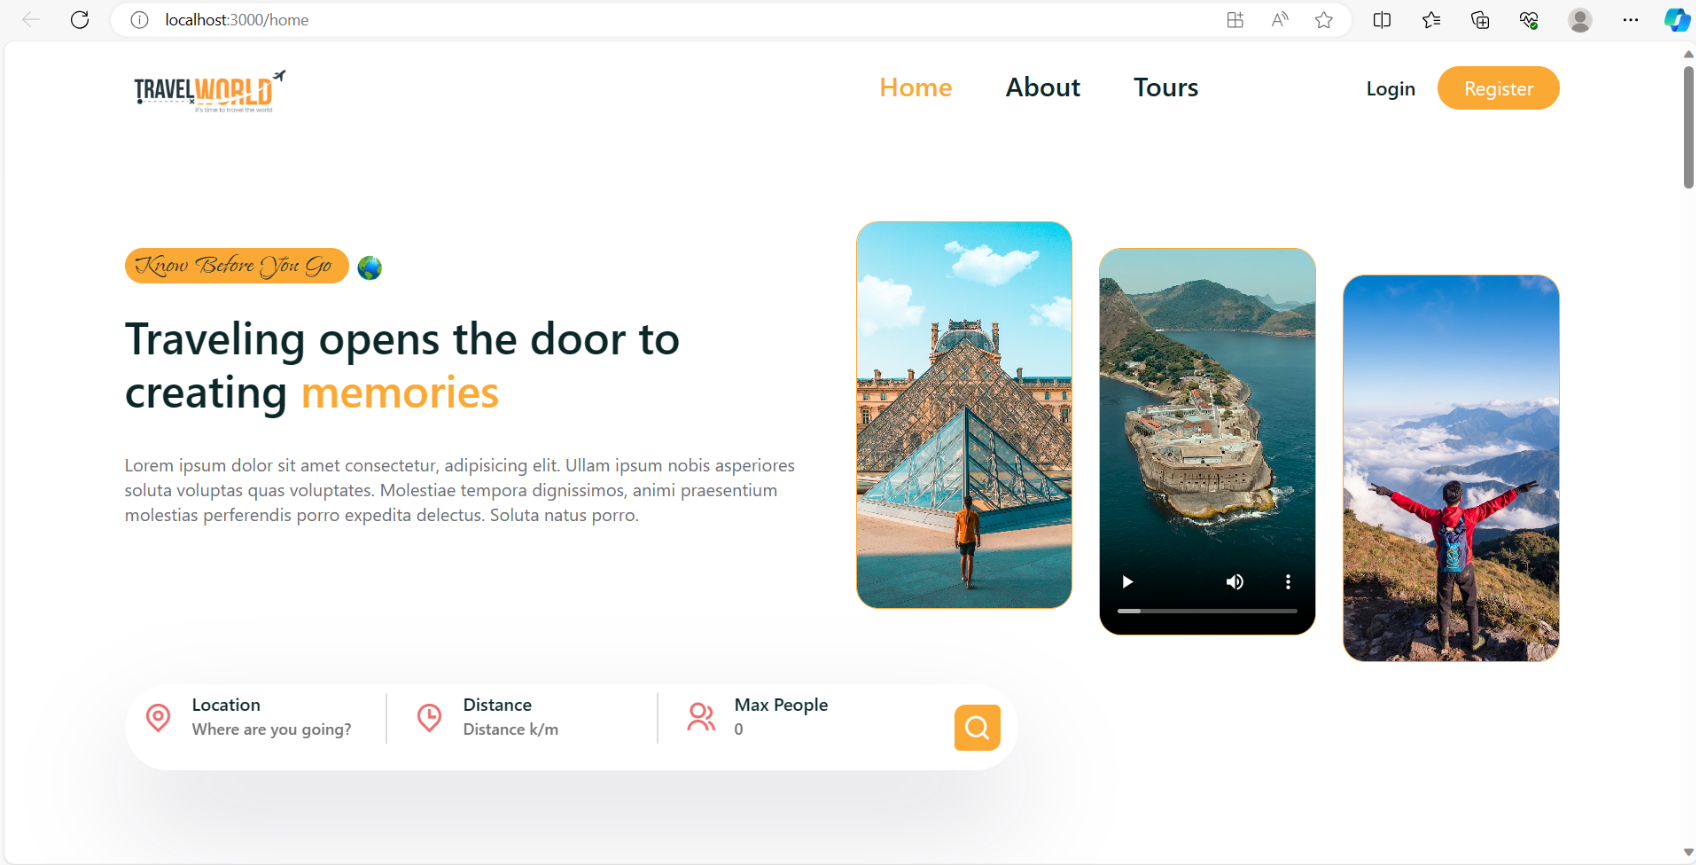 localhost:3000/home
TRAVELWORLD
It's time to travel the world
Home
About
Tours
Login
Register
Know Before You Go
Traveling opens the door to
creating memories
Lorem ipsum dolor sit amet consectetur, adipisicing elit. Ullam ipsum nobis asperiores
soluta voluptas quas voluptates. Molestiae tempora dignissimos, animi praesentium
molestias perferendis porro expedita delectus. Soluta natus porro.
Location
Where are you going?
Distance
Distance k/m
Max People
0